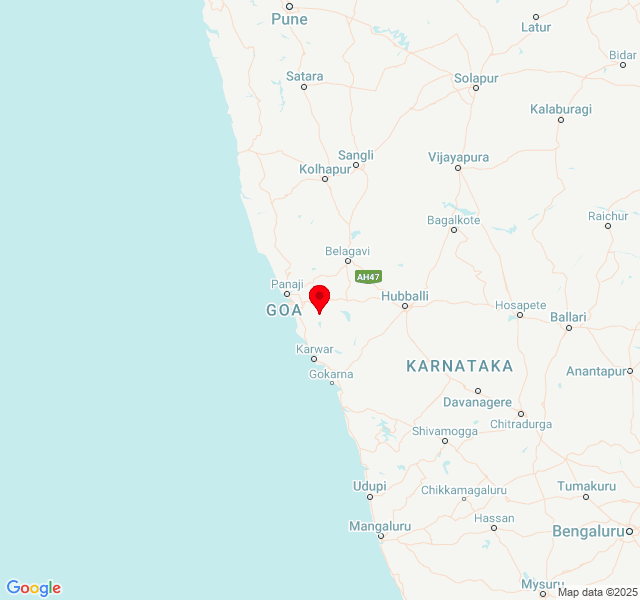 Pune
Latur
Bidar
Satara
Solapur
Kalaburagi
Sangli
Vijayapura
Kolhapur
Bagalkote
Raichur
Belagavi
AH47
Panaji
Hubballi
GOA
Hosapete
Ballari
Karwar
KARNATAKA
Gokarna
Anantapur
Davanagere
Chitradurga
Shivamogga
Udupi
Chikkamagaluru
Tumakuru
Mangaluru
Hassan
Bengaluru
Mysuru
Google
Map data ©2025